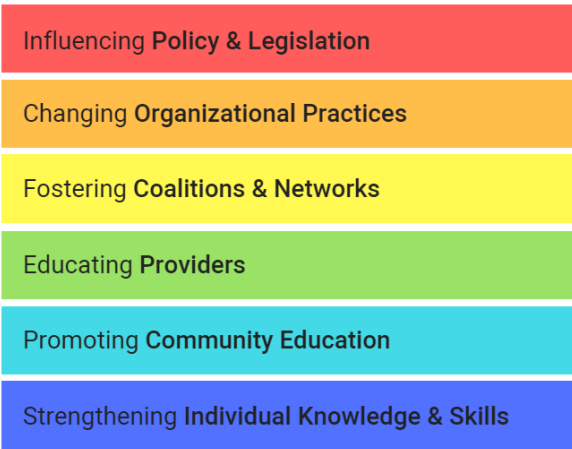 Influencing Policy & Legislation
Changing Organizational Practices
Fostering Coalitions & Networks
Educating Providers
Promoting Community Education
Strengthening Individual Knowledge & Skills